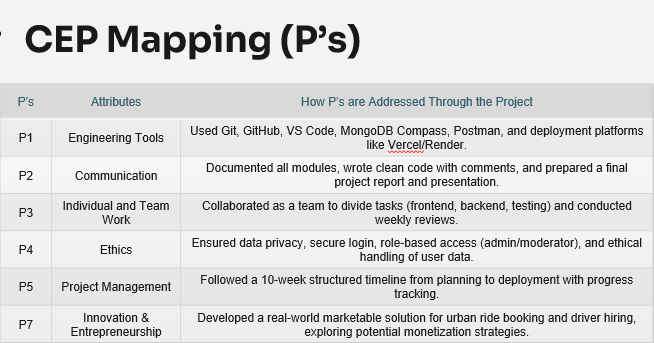 CEP Mapping (P's)
P's Attributes How P's are Addressed Through the Project
P1 Engineering Tools Used Git, GitHub, VS Code, MongoDB Compass, Postman, and deployment platforms
like Vercel/Render.
P2 Communication Documented all modules, wrote clean code with comments, and prepared a final
project report and presentation.
P3 Individual and Team Work Collaborated as a team to divide tasks (frontend, backend, testing) and conducted
weekly reviews.
P4 Ethics Ensured data privacy, secure login, role-based access (admin/moderator), and ethical
handling of user data.
P5 Project Management Followed a 10-week structured timeline from planning to deployment with progress
tracking.
P7 Innovation & Entrepreneurship Developed a real-world marketable solution for urban ride booking and driver hiring,
exploring potential monetization strategies.